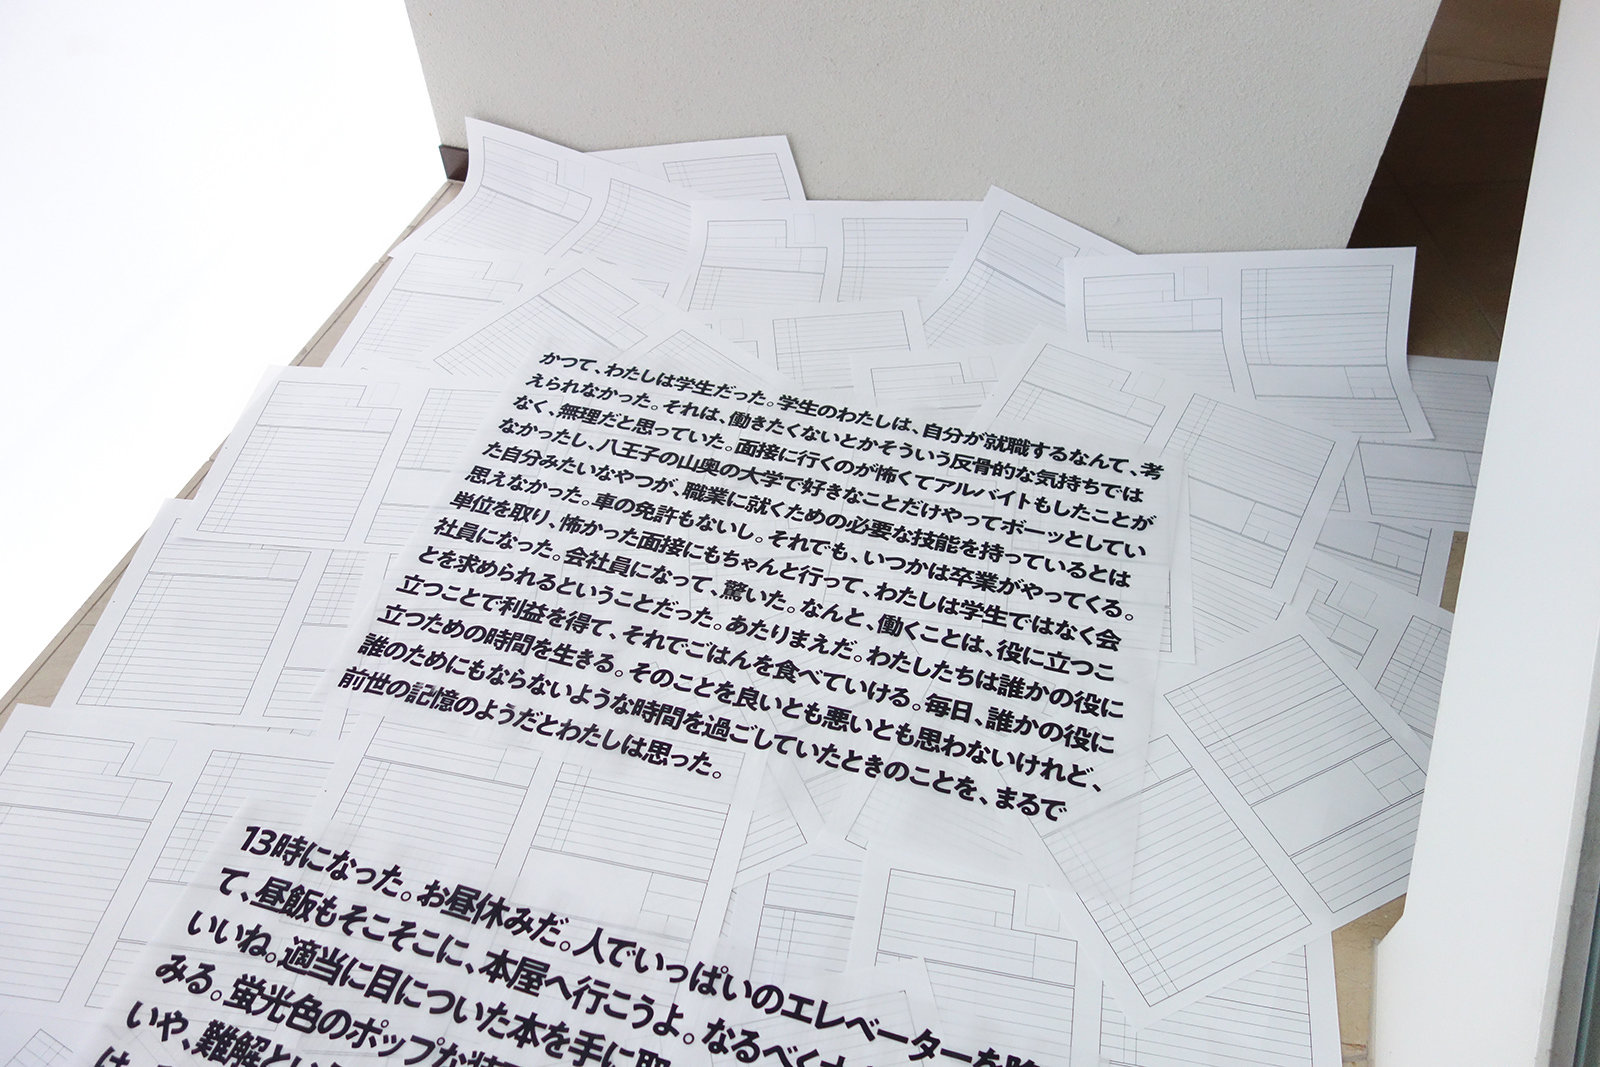 かつて、わたしは学生だった。学生のわたしは、自分が就職するなんて、考
えられなかった。それは、働きたくないとかそういう反骨的な気持ちでは
なく、無理だと思っていた。面接に行くのが怖くてアルバイトもしたことが
なかったし、八王子の山奥の大学で好きなことだけやってボーッとしてい
た自分みたいなやつが、職業に就くための必要な技能を持っているとは
思えなかった。車の免許もないし。それでも、いつかは卒業がやってくる。
単位を取り、怖かった面接にもちゃんと行って、わたしは学生ではなく会
社員になった。会社員になって、驚いた。なんと、働くことは、役に立つこ
とを求められるということだった。あたりまえだ。わたしたちは誰かの役に
立つことで利益を得て、それでごはんを食べていける。毎日、誰かの役に
立つための時間を生きる。そのことを良いとも悪いとも思わないけれど、
誰のためにもならないような時間を過ごしていたときのことを、まるで
前世の記憶のようだとわたしは思った。
13時になった。お昼休みだ。人でいっぱいのエレベーターを
て、昼飯もそこそこに、本屋へ行こうよ。なるべく
いいね。適当に目についた本を手に取
みる。蛍光色のポップな
いや、難解とい
は、